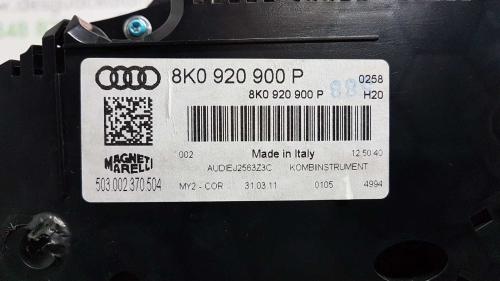 8K0 920 900 P
0258
8K0 920 900 P
H20
002
Made in Italy
12:50:40
AUDIEJ2563Z3C KOMBIINSTRUMENT
MAGNETI
MARELLI
503.002.370.504
MY2 - COR 31.03.11 0105 4994